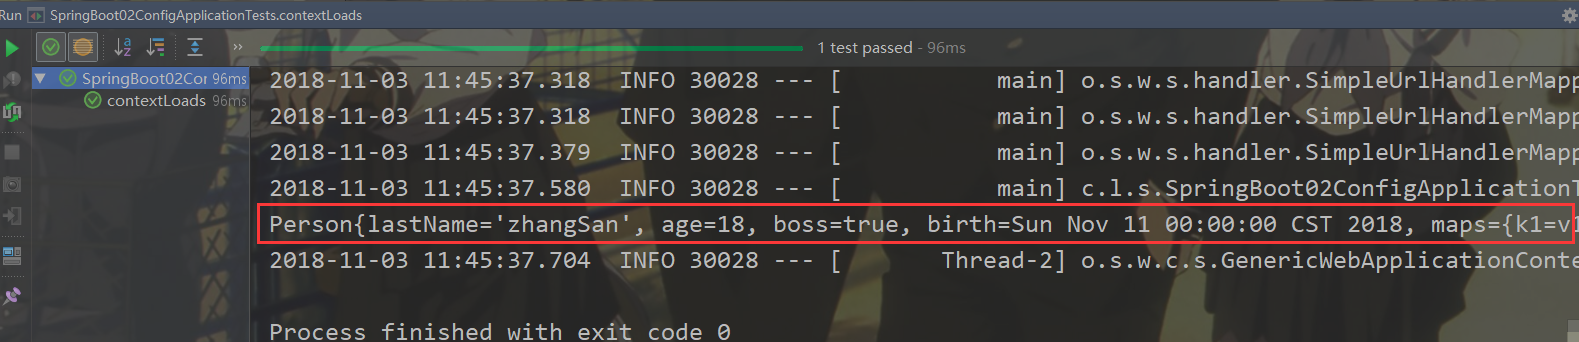 Run SpringBoot02ConfigApplicationTests.contextLoads
1 test passed - 96ms
SpringBoot02Cor 96ms
contextLoads 96ms
2018-11-03 11:45:37.318  INFO 30028 --- [           main] o.s.w.s.handler.SimpleUrlHandlerMapp
2018-11-03 11:45:37.318  INFO 30028 --- [           main] o.s.w.s.handler.SimpleUrlHandlerMapp
2018-11-03 11:45:37.379  INFO 30028 --- [           main] o.s.w.s.handler.SimpleUrlHandlerMapp
2018-11-03 11:45:37.580  INFO 30028 --- [           main] c.l.s.SpringBoot02ConfigApplicationT
Person{lastName='zhangSan', age=18, boss=true, birth=Sun Nov 11 00:00:00 CST 2018, maps={k1=v1
2018-11-03 11:45:37.704  INFO 30028 --- [       Thread-2] o.s.w.c.s.GenericWebApplicationConte
Process finished with exit code 0